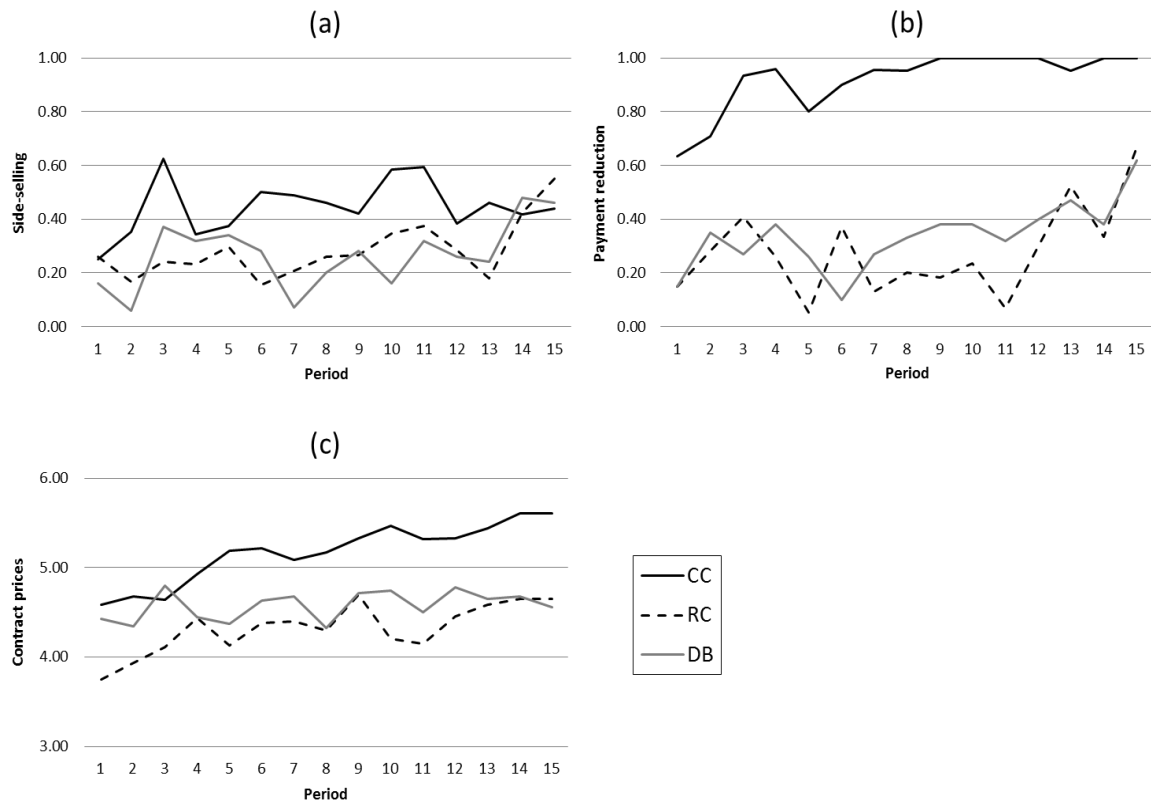 (a)
1.00
0.80
0.60
0.40
0.20
0.00
Side-selling
1 2 3 4 5 6 7 8 9 10 11 12 13 14 15
Period
(b)
1.00
0.80
0.60
0.40
0.20
0.00
Payment reduction
1 2 3 4 5 6 7 8 9 10 11 12 13 14 15
Period
(c)
6.00
5.00
4.00
3.00
Contract prices
1 2 3 4 5 6 7 8 9 10 11 12 13 14 15
Period
CC
RC
DB